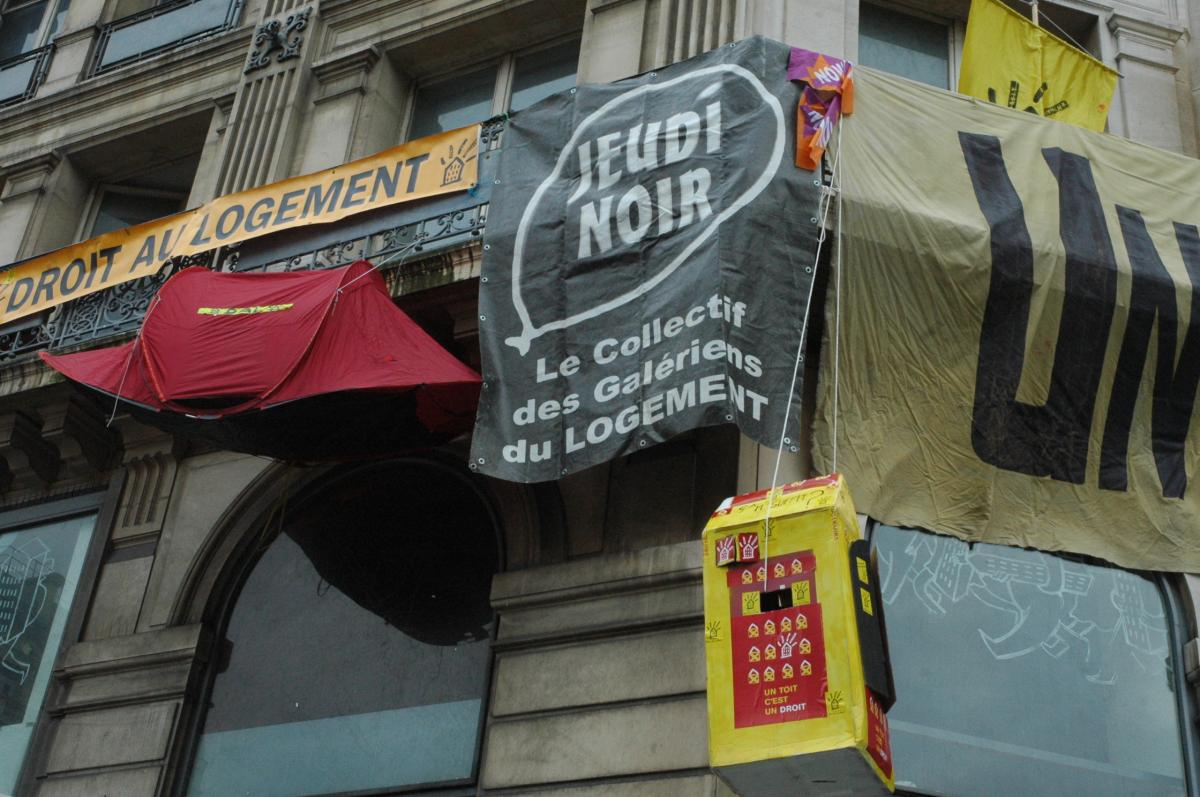 DROIT AU LOGEMENT
JEUDI
NOIR
Le Collectif
des Galériens
du LOGEMENT
UN
UN TOIT
C'EST
UN DROIT